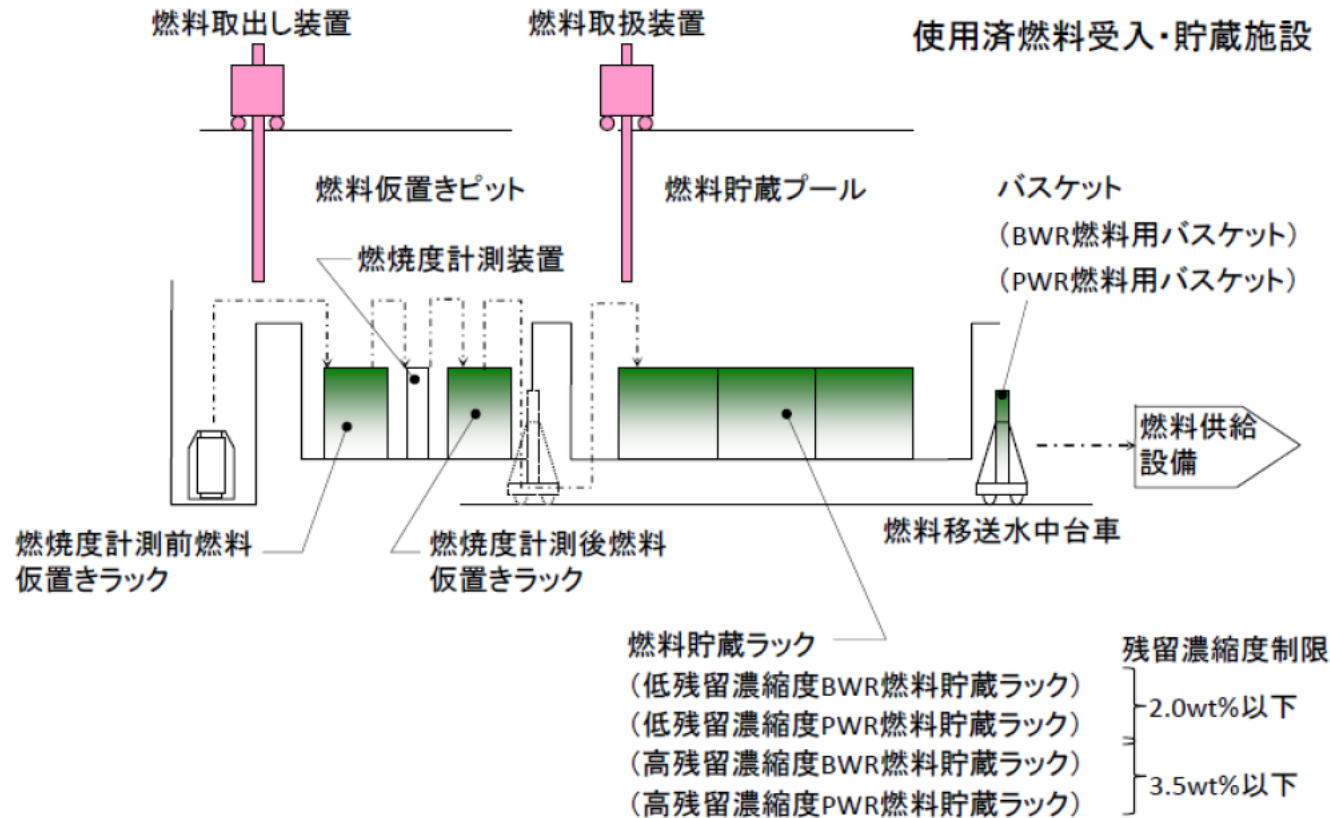 燃料取出し装置
燃料取扱装置
使用済燃料受入・貯蔵施設
燃料仮置きピット
燃料貯蔵プール
バスケット
(BWR燃料用バスケット)
(PWR燃料用バスケット)
燃焼度計測装置
燃料供給
設備
燃焼度計測前燃料
仮置きラック
燃焼度計測後燃料
仮置きラック
燃料移送水中台車
燃料貯蔵ラック
(低残留濃縮度BWR燃料貯蔵ラック)
(低残留濃縮度PWR燃料貯蔵ラック)
(高残留濃縮度BWR燃料貯蔵ラック)
(高残留濃縮度PWR燃料貯蔵ラック)
残留濃縮度制限
2.0wt%以下
3.5wt%以下